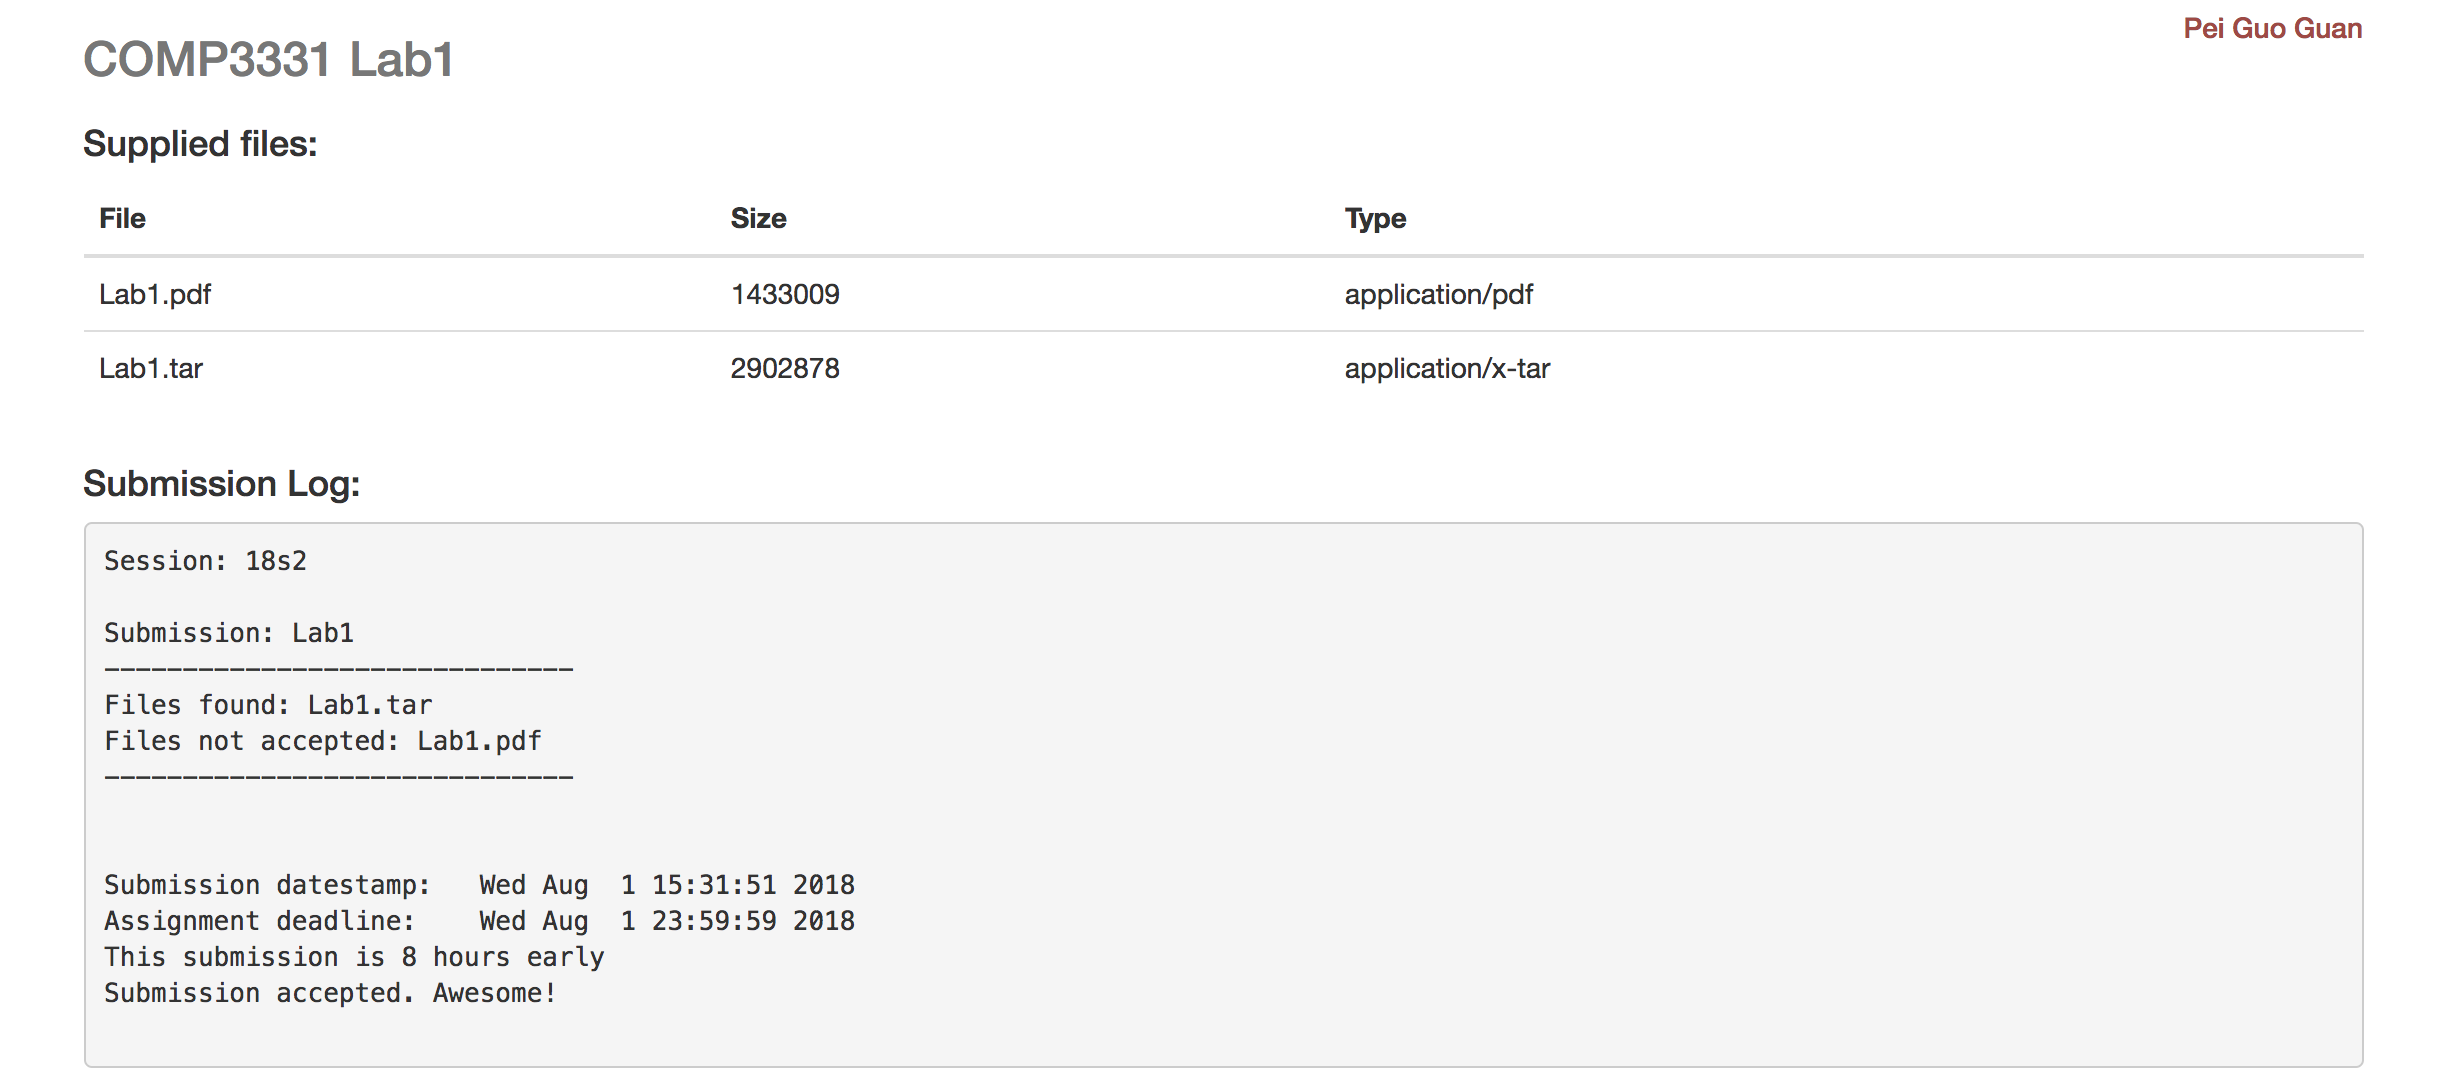 Pei Guo Guan
COMP3331 Lab1
Supplied files:
File Size Type
Lab1.pdf 1433009 application/pdf
Lab1.tar 2902878 application/x-tar
Submission Log:
Session: 18s2
Submission: Lab1
------------------------------
Files found: Lab1.tar
Files not accepted: Lab1.pdf
------------------------------
Submission datestamp:   Wed Aug  1 15:31:51 2018
Assignment deadline:    Wed Aug  1 23:59:59 2018
This submission is 8 hours early
Submission accepted. Awesome!